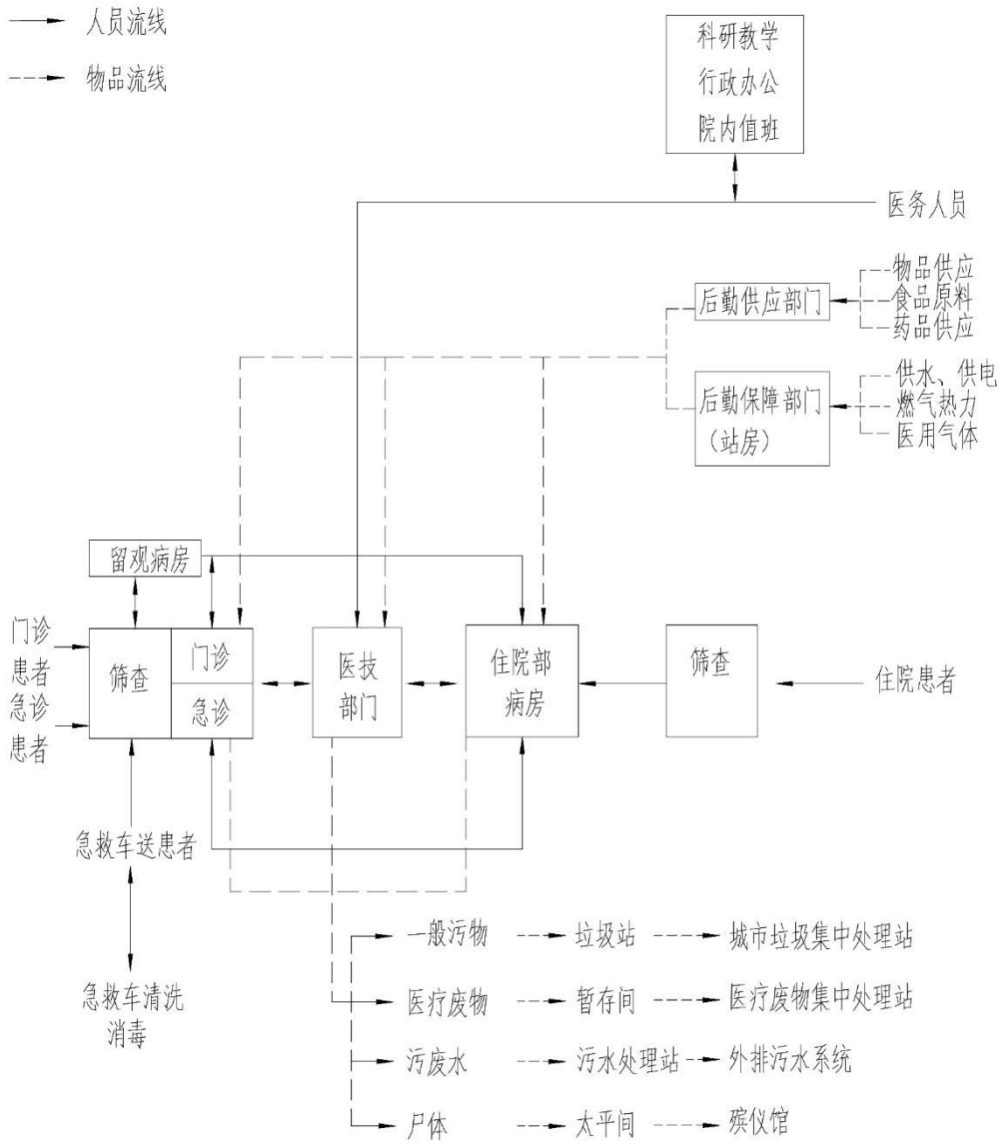 人员流线
物品流线
科研教学
行政办公
院内值班
医务人员
物品供应
后勤供应部门
食品原料
药品供应
供水、供电
后勤保障部门
燃气热力
(站房)
医用气体
留观病房
门诊
患者
急诊
患者
筛查
门诊
急诊
医技
部门
住院部
病房
筛查
住院患者
急救车送患者
急救车清洗
消毒
一般污物
垃圾站
城市垃圾集中处理站
医疗废物
暂存间
医疗废物集中处理站
污废水
污水处理站
外排污水系统
尸体
太平间
殡仪馆